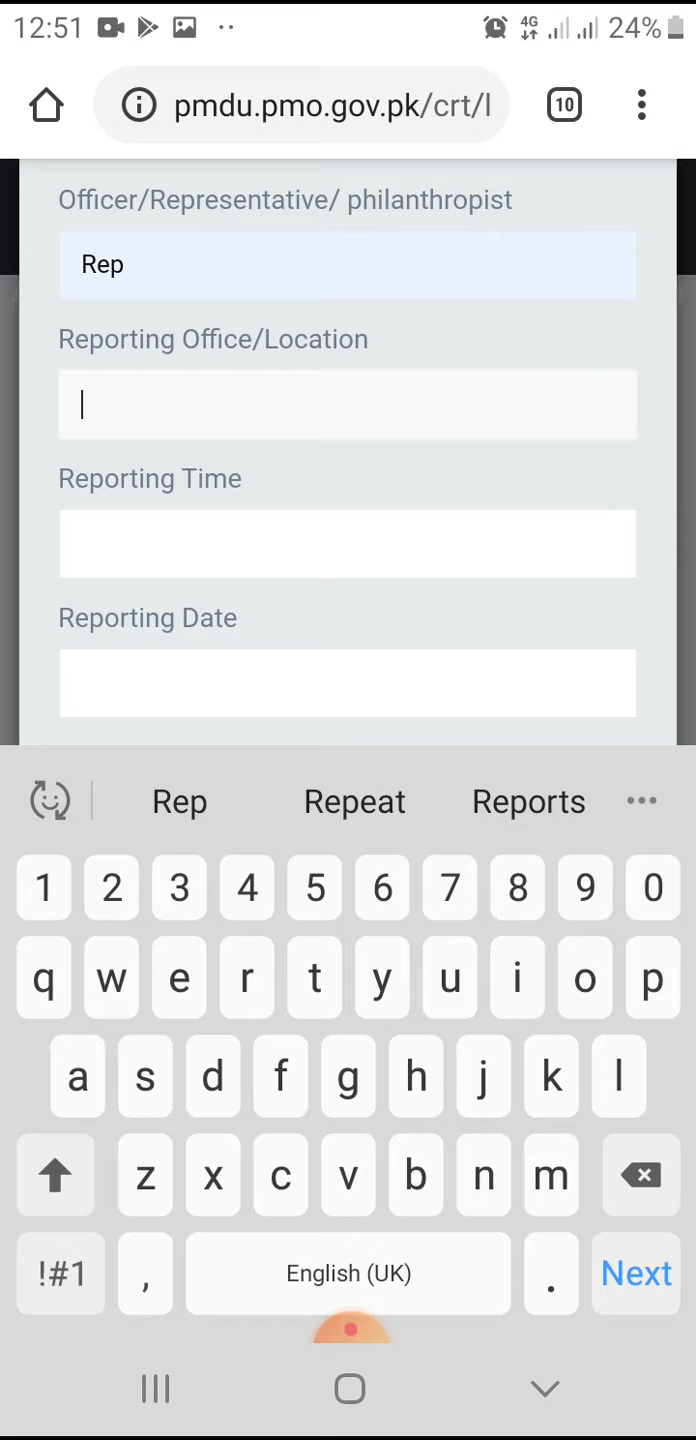 12:51 4G 24%
pmdu.pmo.gov.pk/crt/l 10
Officer/Representative/ philanthropist
Rep
Reporting Office/Location
Reporting Time
Reporting Date
Rep Repeat Reports
1 2 3 4 5 6 7 8 9 0
q w e r t y u i o p
a s d f g h j k l
z x c v b n m
!#1 , English (UK) . Next